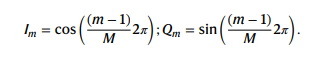 I_m = cos((m − 1)/M 2π); Q_m = sin((m − 1)/M 2π).